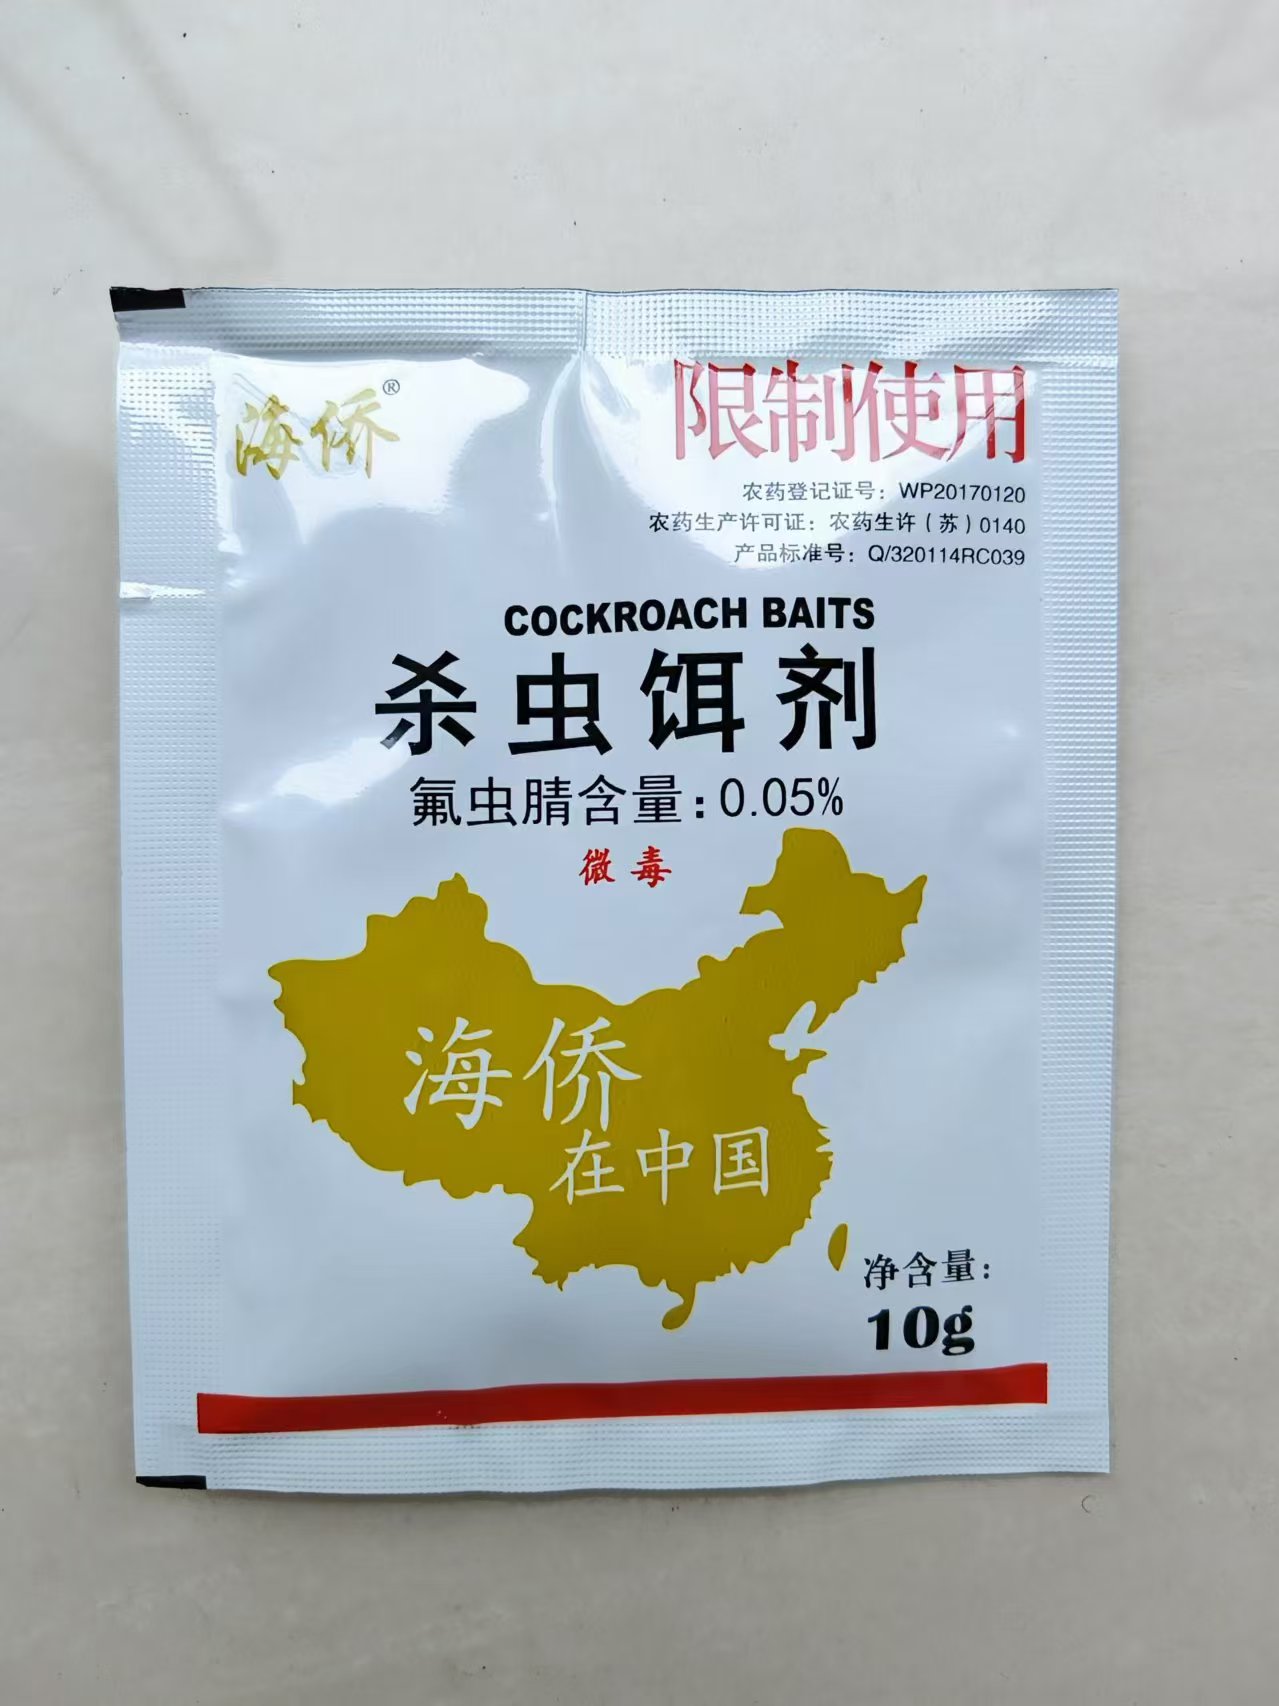 海侨®
限制使用
农药登记证号：WP20170120
农药生产许可证：农药生许（苏）0140
产品标准号：Q/320114RC039
COCKROACH BAITS
杀虫饵剂
氟虫腈含量：0.05%
微毒
海侨
在中国
净含量：
10g